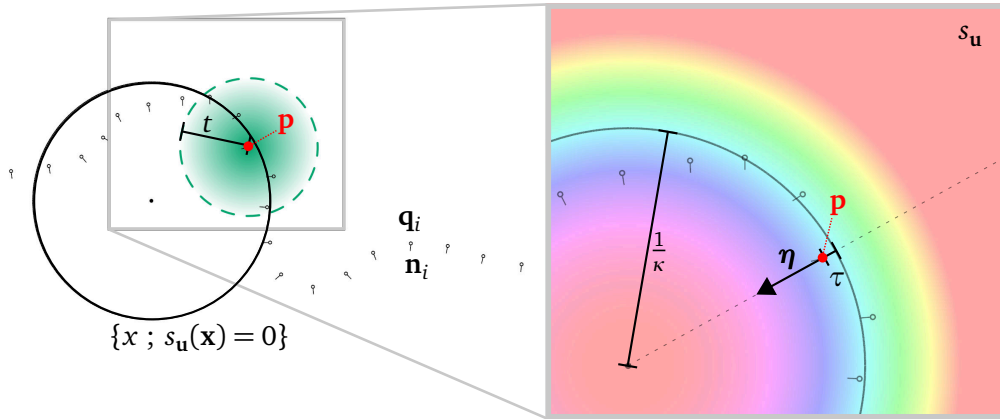 t
p
q_i
n_i
{x ; s_u(x) = 0}
s_u
p
1/κ
η
τ